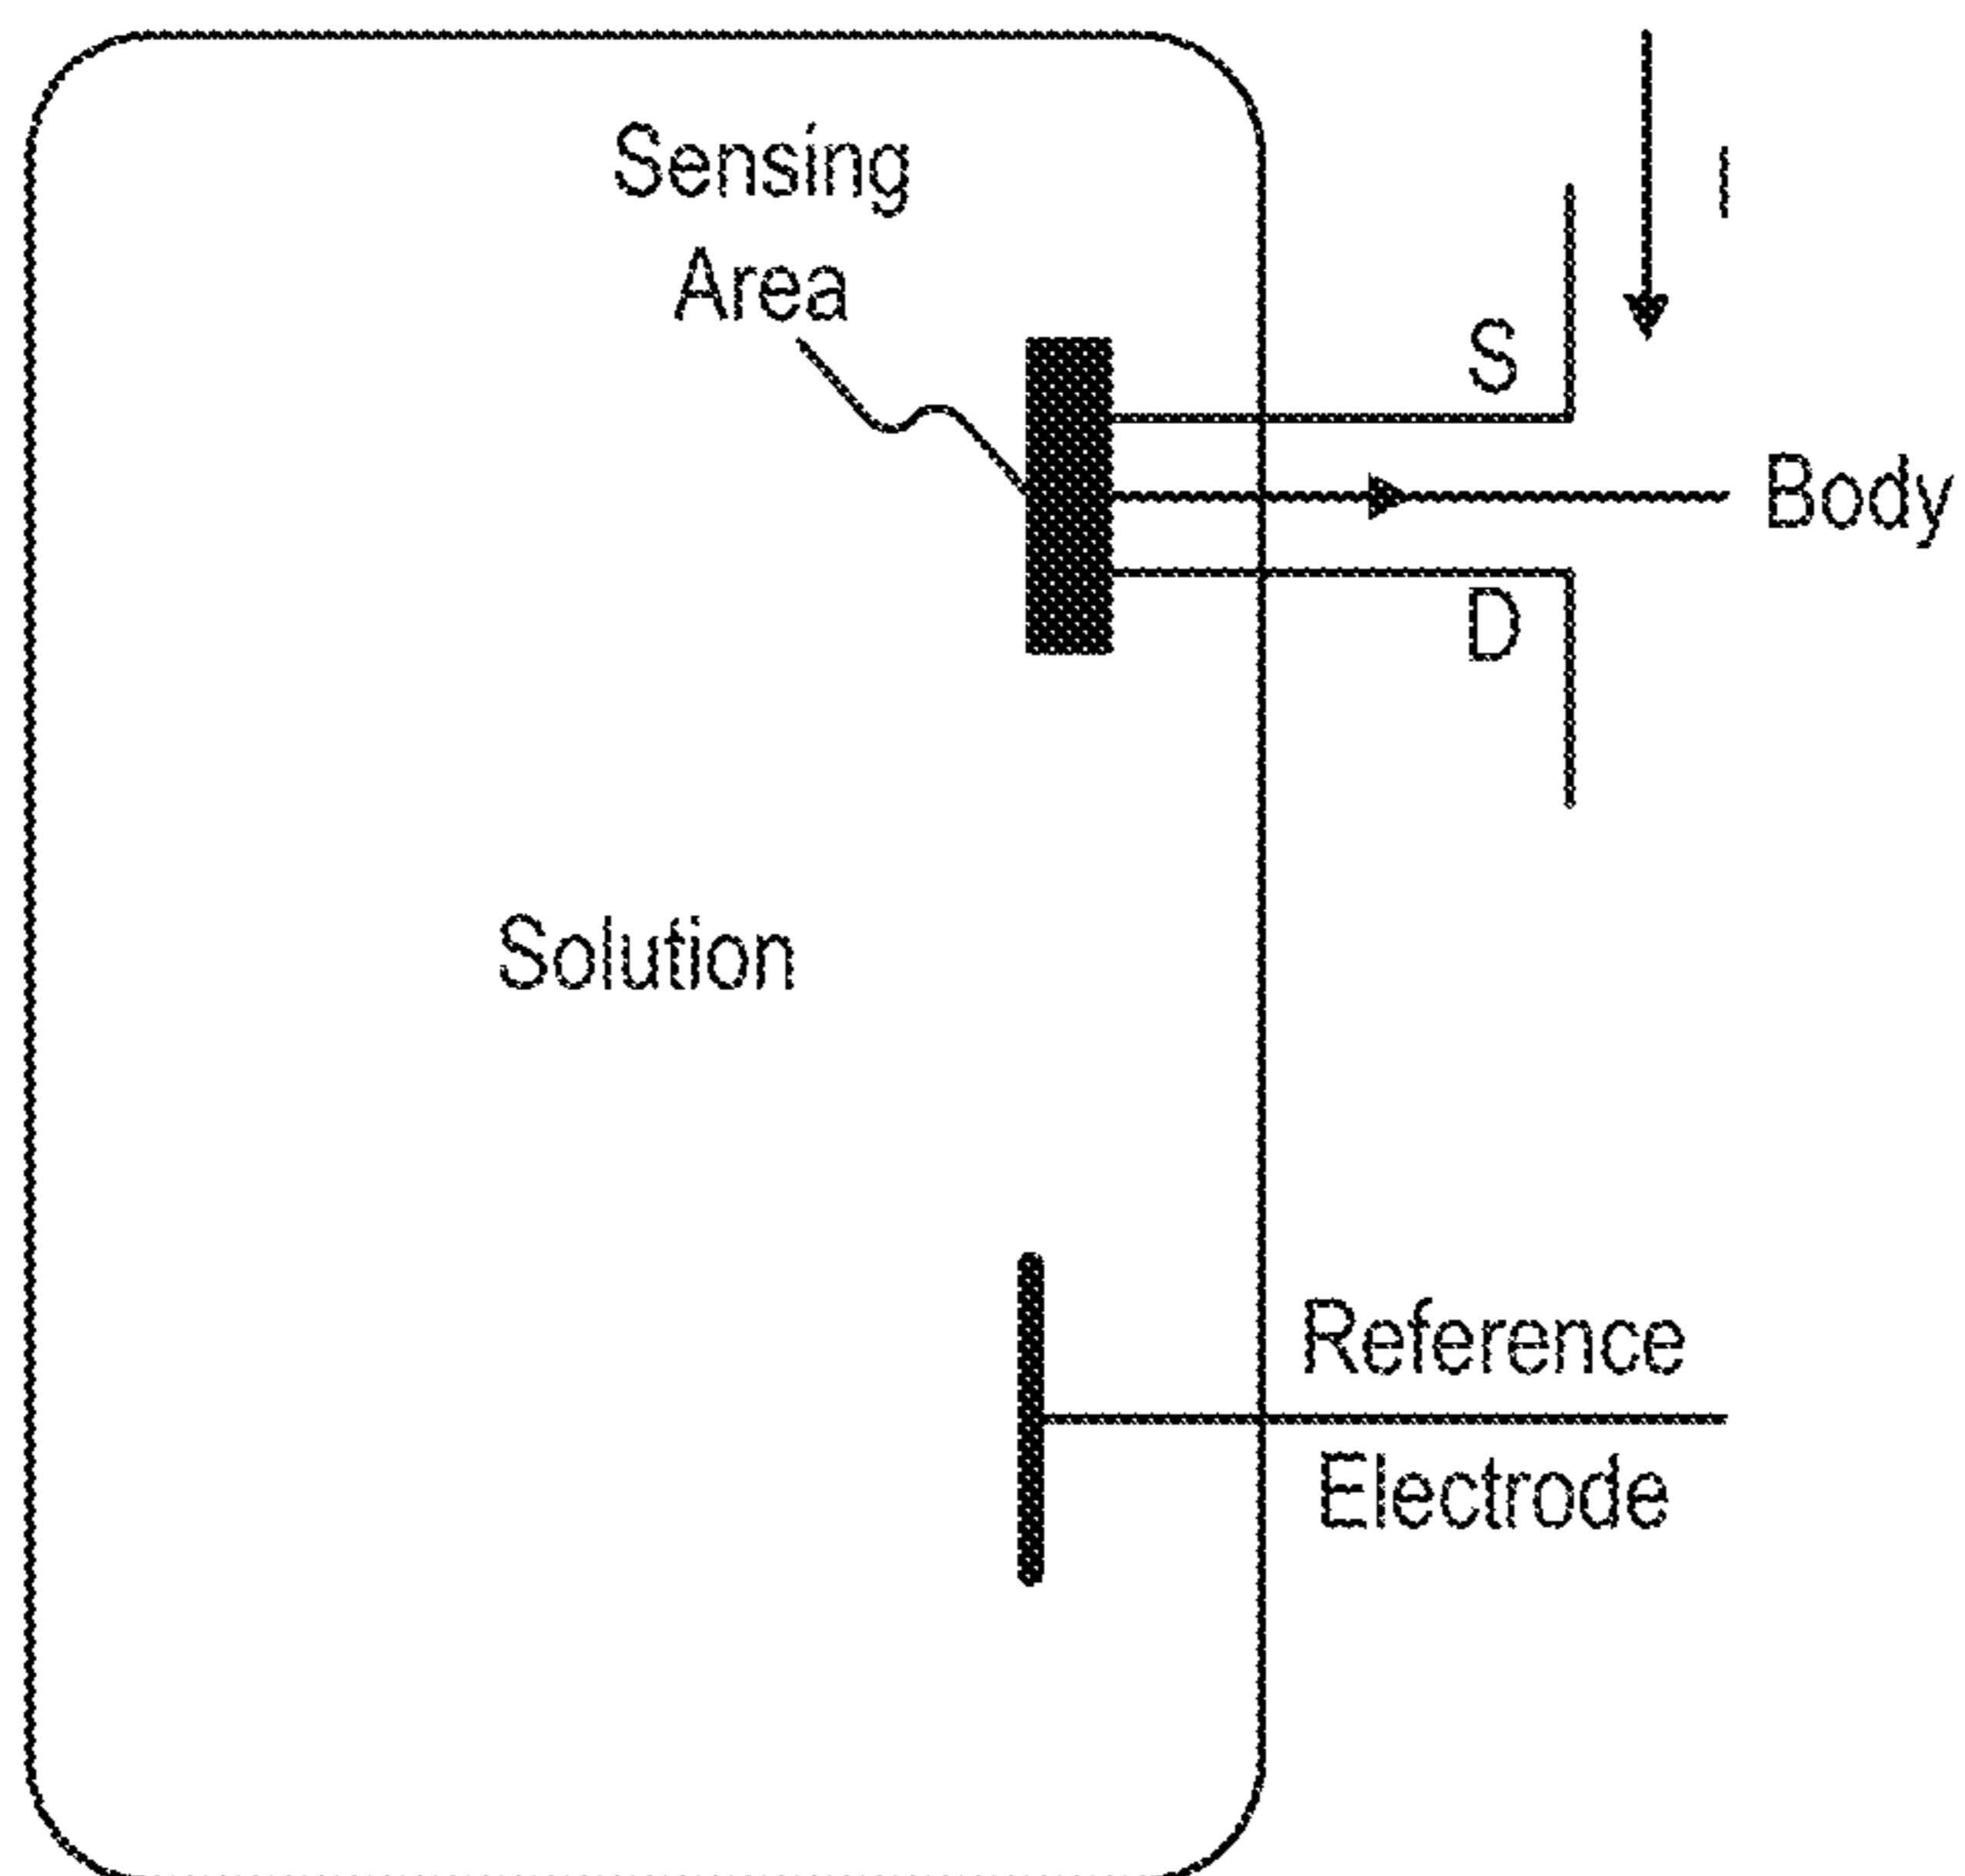 Sensing
Area
I
S
Body
D
Solution
Reference
Electrode